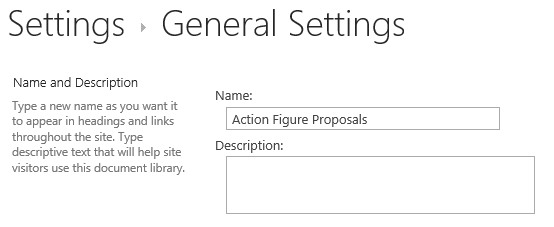 Settings ▸ General Settings
Name and Description
Type a new name as you want it
to appear in headings and links
throughout the site. Type
descriptive text that will help site
visitors use this document library.
Name:
Action Figure Proposals
Description: